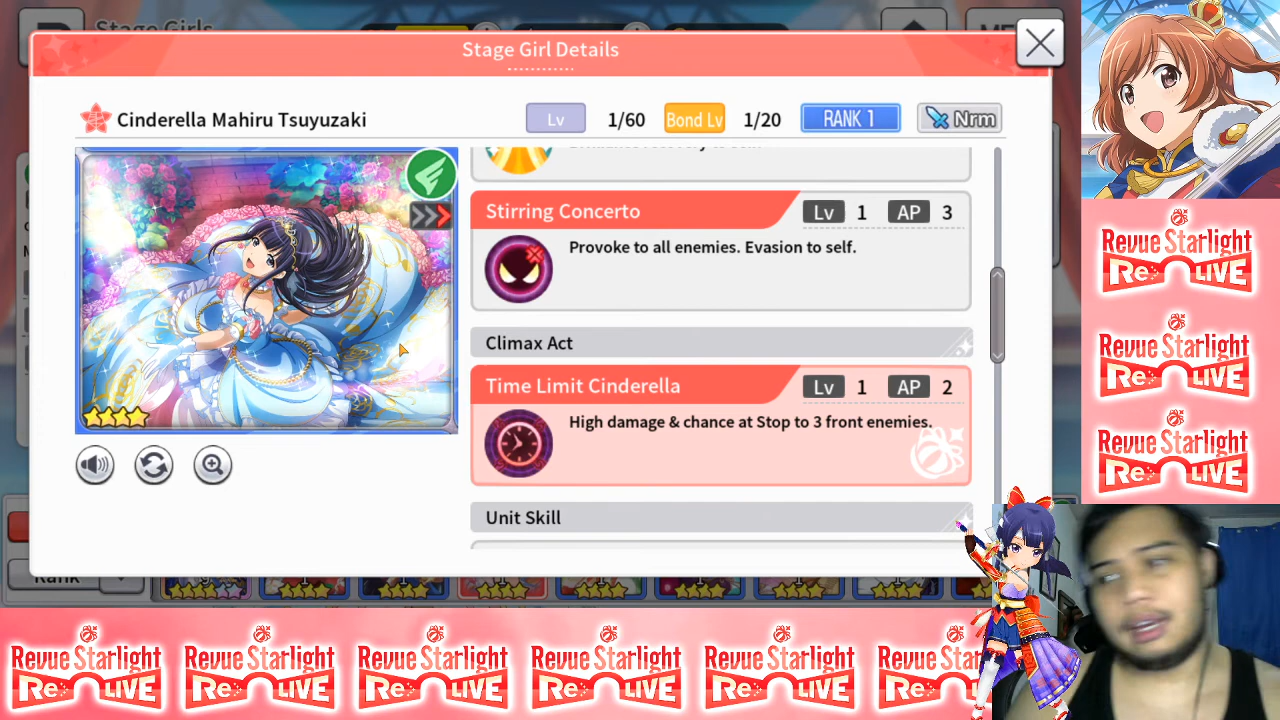 Stage Girls
Stage Girl Details
Cinderella Mahiru Tsuyuzaki
Lv 1/60 Bond Lv 1/20 RANK 1 Nrm
Stirring Concerto Lv 1 AP 3
Provoke to all enemies. Evasion to self.
Climax Act
Time Limit Cinderella Lv 1 AP 2
High damage & chance at Stop to 3 front enemies.
Unit Skill
Rank
Revue Starlight
Re LIVE
Revue Starlight
Re LIVE
Revue Starlight
Re LIVE
Revue Starlight Revue Starlight Revue Starlight Revue Starlight Revue Starlight Revue Starl
Re LIVE Re LIVE Re LIVE Re LIVE Re LIVE Re